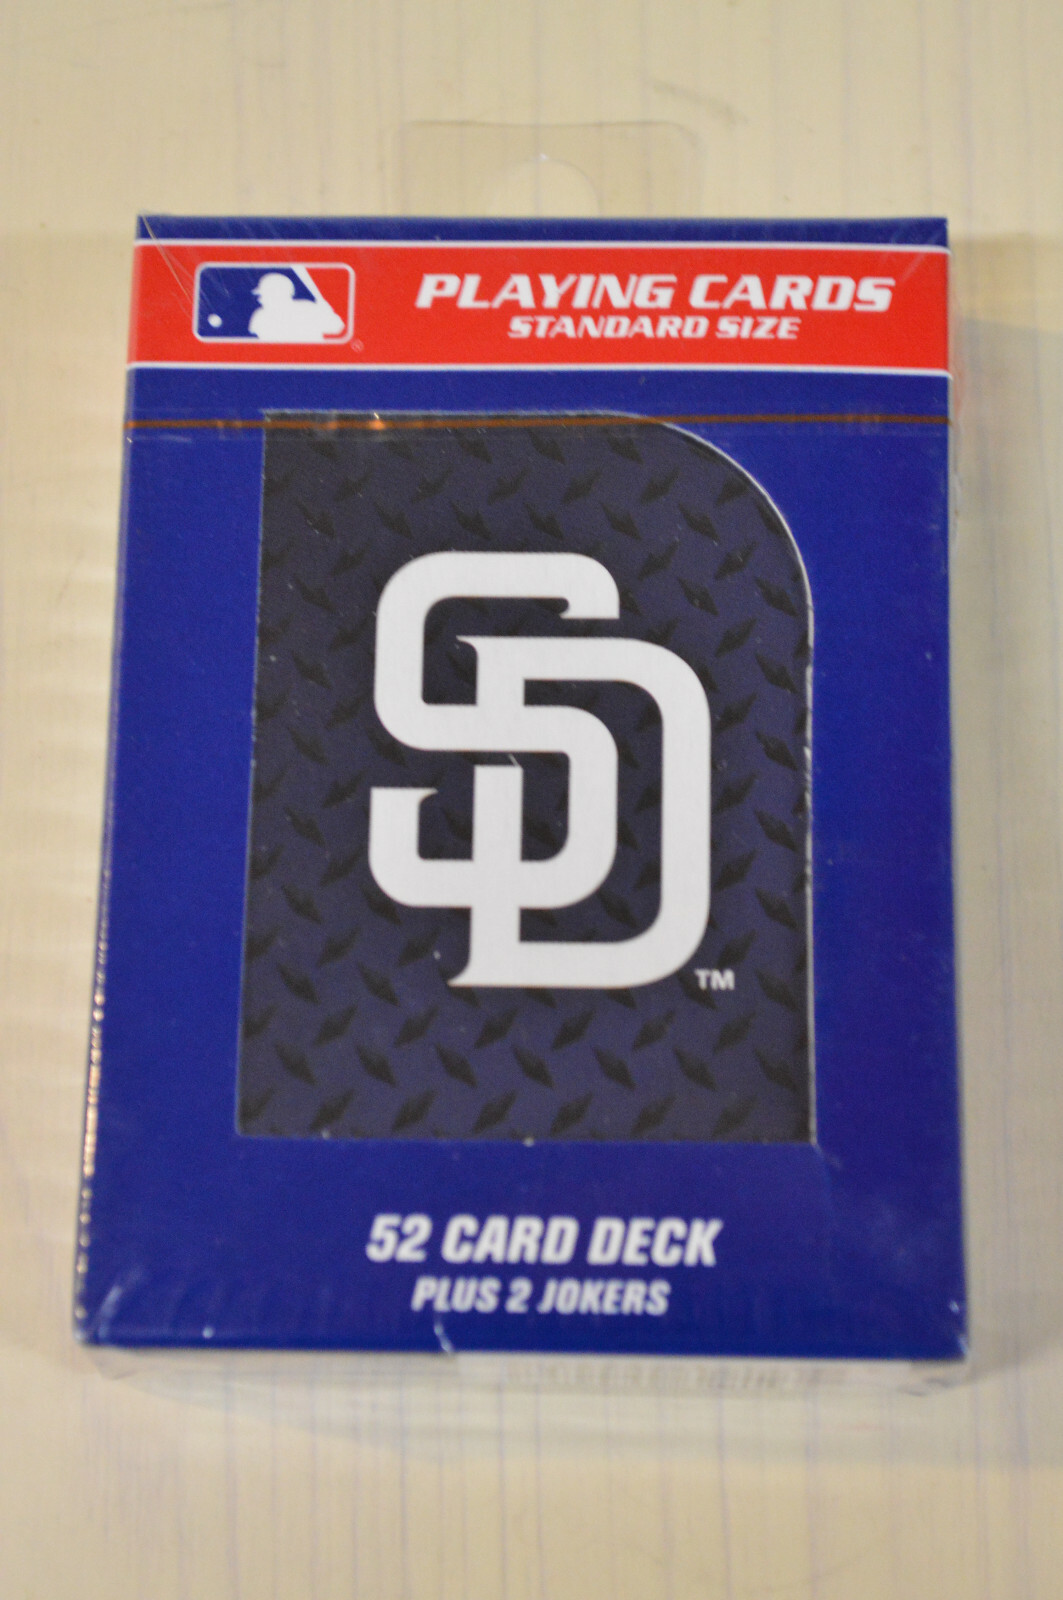 PLAYING CARDS
STANDARD SIZE
SD
TM
52 CARD DECK
PLUS 2 JOKERS